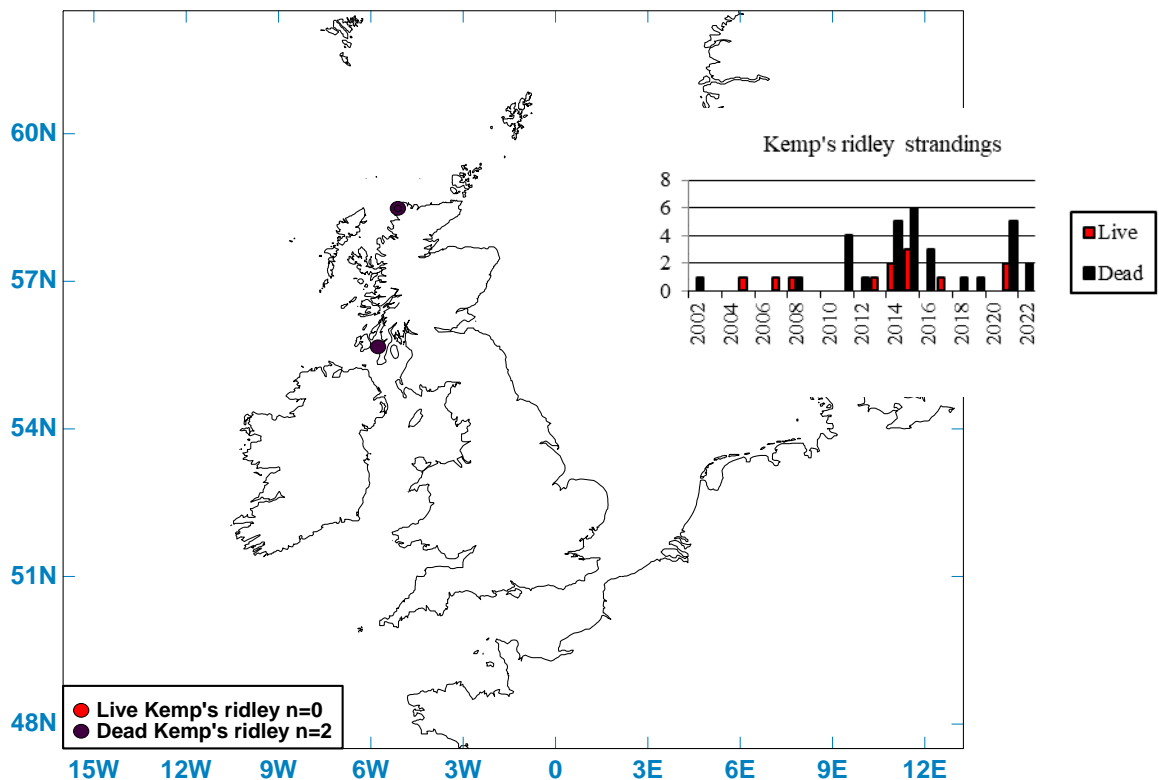 60N
57N
54N
51N
48N
15W 12W 9W 6W 3W 0 3E 6E 9E 12E
Kemp's ridley strandings
8
6
4
2
0
2002 2004 2006 2008 2010 2012 2014 2016 2018 2020 2022
Live
Dead
Live Kemp's ridley n=0
Dead Kemp's ridley n=2